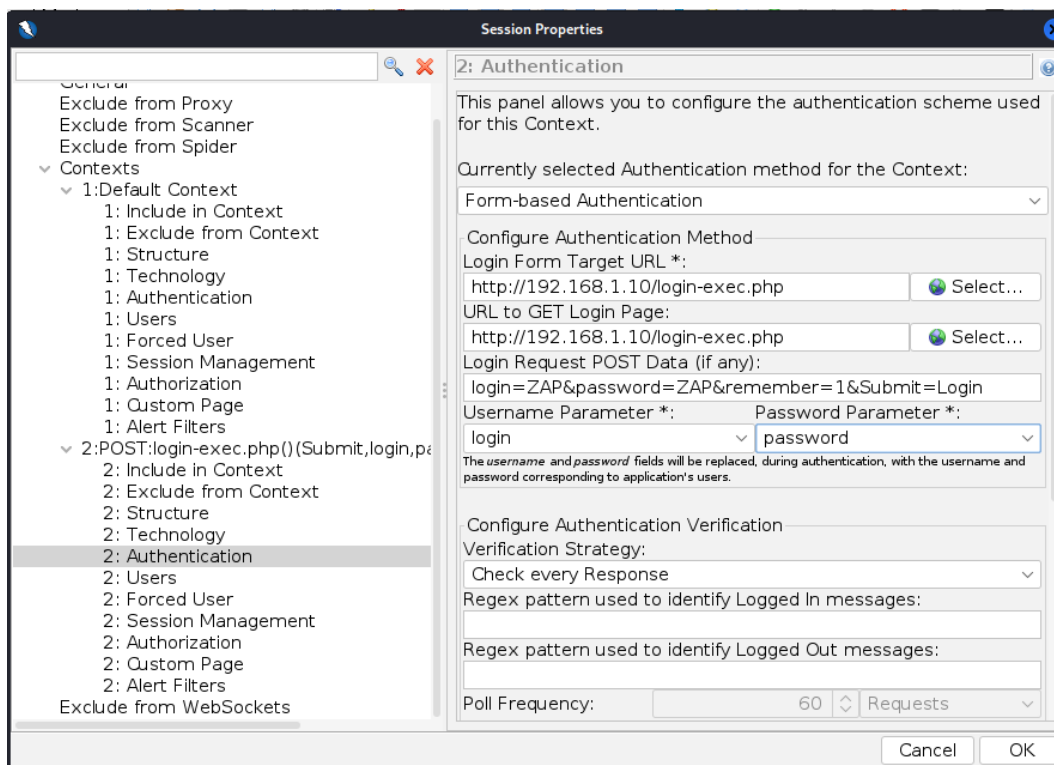 Session Properties
General
Exclude from Proxy
Exclude from Scanner
Exclude from Spider
Contexts
1:Default Context
1: Include in Context
1: Exclude from Context
1: Structure
1: Technology
1: Authentication
1: Users
1: Forced User
1: Session Management
1: Authorization
1: Custom Page
1: Alert Filters
2:POST:login-exec.php()(Submit,login,pa
2: Include in Context
2: Exclude from Context
2: Structure
2: Technology
2: Authentication
2: Users
2: Forced User
2: Session Management
2: Authorization
2: Custom Page
2: Alert Filters
Exclude from WebSockets
2: Authentication
This panel allows you to configure the authentication scheme used
for this Context.
Currently selected Authentication method for the Context:
Form-based Authentication
Configure Authentication Method
Login Form Target URL *:
http://192.168.1.10/login-exec.php Select...
URL to GET Login Page:
http://192.168.1.10/login-exec.php Select...
Login Request POST Data (if any):
login=ZAP&password=ZAP&remember=1&Submit=Login
Username Parameter *: Password Parameter *:
login password
The username and password fields will be replaced, during authentication, with the username and
password corresponding to application's users.
Configure Authentication Verification
Verification Strategy:
Check every Response
Regex pattern used to identify Logged In messages:
Regex pattern used to identify Logged Out messages:
Poll Frequency: 60 Requests
Cancel OK